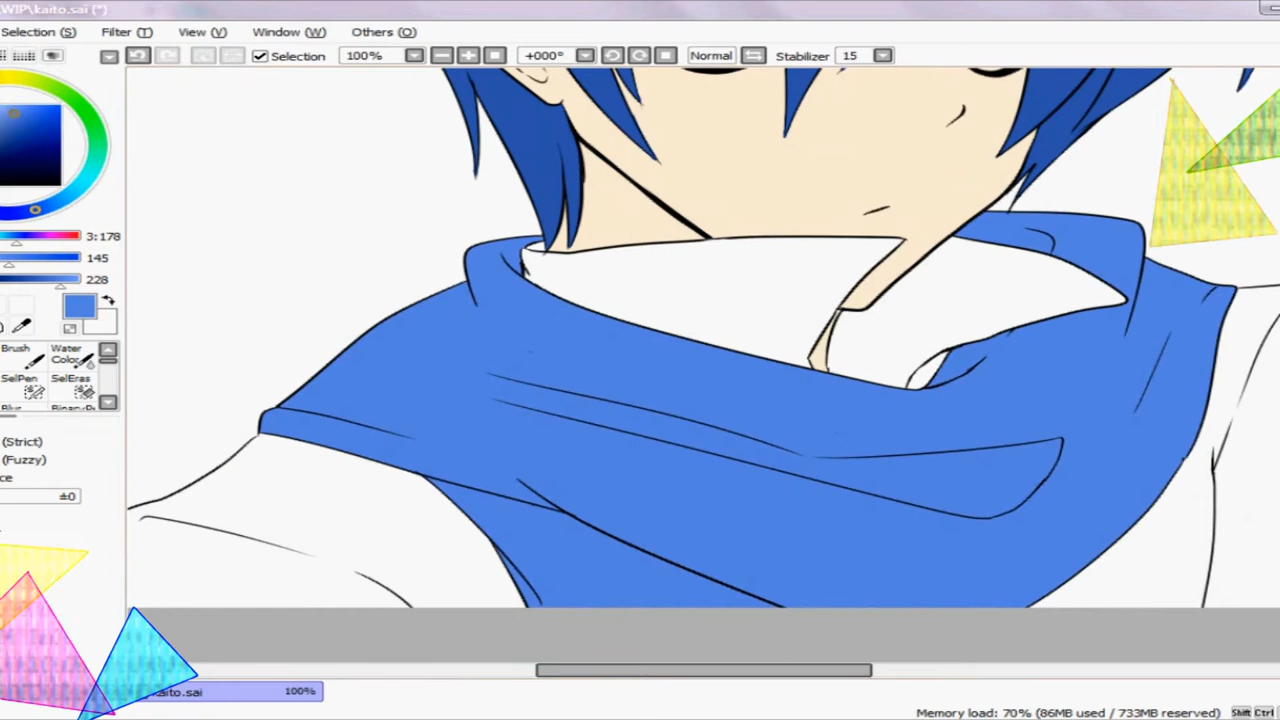 WIP\kaito.sai (*)
Selection (S) Filter (T) View (V) Window (W) Others (O)
Selection 100% +000° Normal Stabilizer 15
3:178
145
228
Brush Water
Color
SelPen SelEras
Blur
(Strict)
(Fuzzy)
±0
kaito.sai 100%
Memory load: 70% (86MB used / 733MB reserved) Shift Ctrl